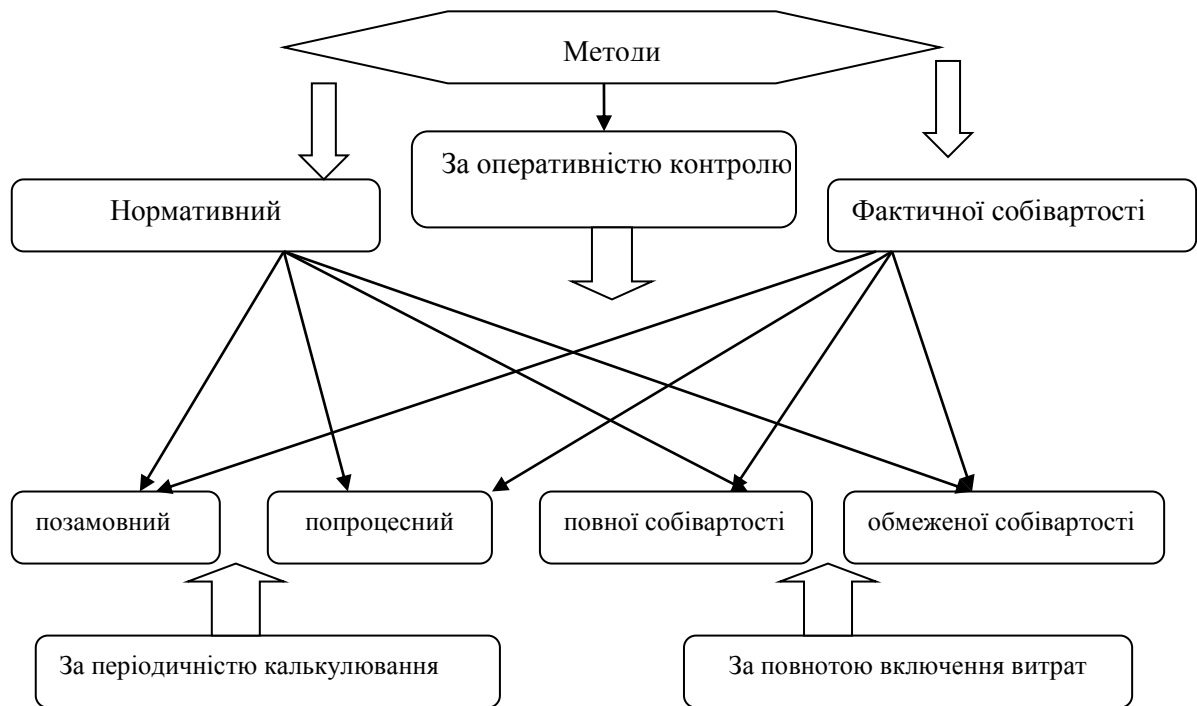 Методи
За оперативністю контролю
Нормативний
Фактичної собівартості
позамовний
попроцесний
повної собівартості
обмеженої собівартості
За періодичністю калькулювання
За повнотою включення витрат